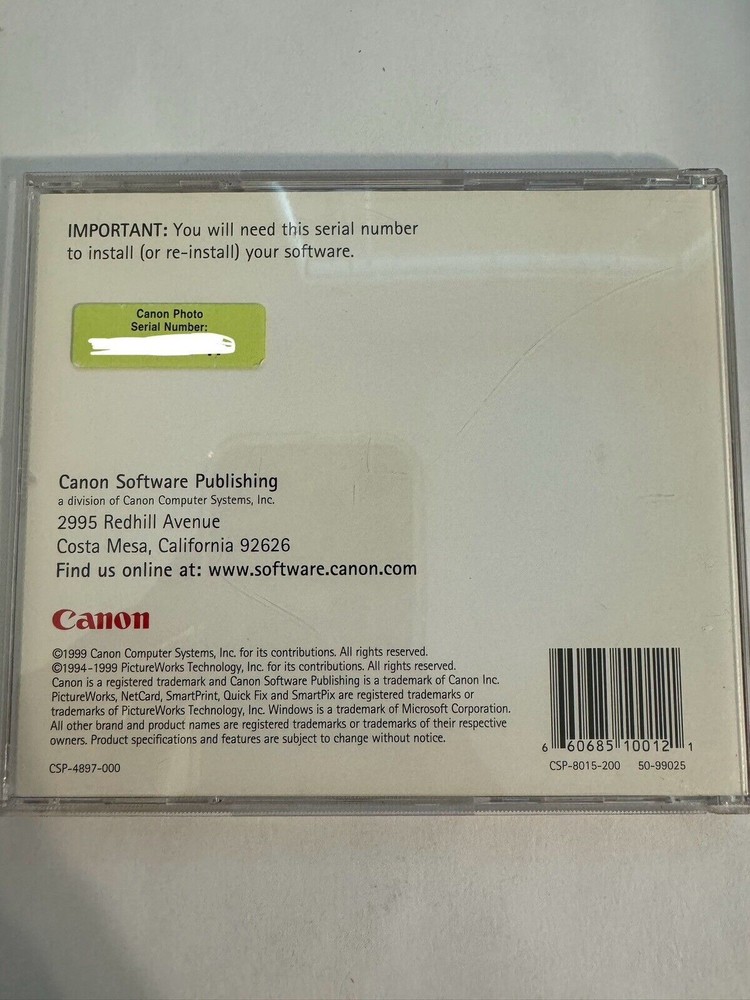 IMPORTANT: You will need this serial number
to install (or re-install) your software.
Canon Photo
Serial Number:
Canon Software Publishing
a division of Canon Computer Systems, Inc.
2995 Redhill Avenue
Costa Mesa, California 92626
Find us online at: www.software.canon.com
Canon
©1999 Canon Computer Systems, Inc. for its contributions. All rights reserved.
©1994-1999 PictureWorks Technology, Inc. for its contributions. All rights reserved.
Canon is a registered trademark and Canon Software Publishing is a trademark of Canon Inc.
PictureWorks, NetCard, SmartPrint, Quick Fix and SmartPix are registered trademarks or
trademarks of PictureWorks Technology, Inc. Windows is a trademark of Microsoft Corporation.
All other brand and product names are registered trademarks or trademarks of their respective
owners. Product specifications and features are subject to change without notice.
CSP-4897-000
6 60685 10012 1
CSP-8015-200 50-99025